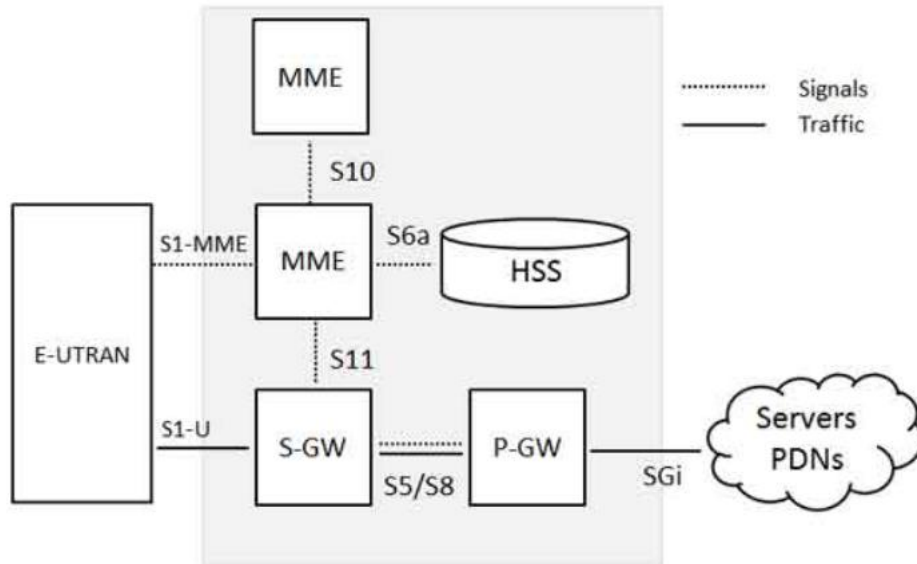 MME
Signals
Traffic
S10
S1-MME
MME
S6a
HSS
E-UTRAN
S11
S1-U
S-GW
P-GW
S5/S8
SGi
Servers
PDNs